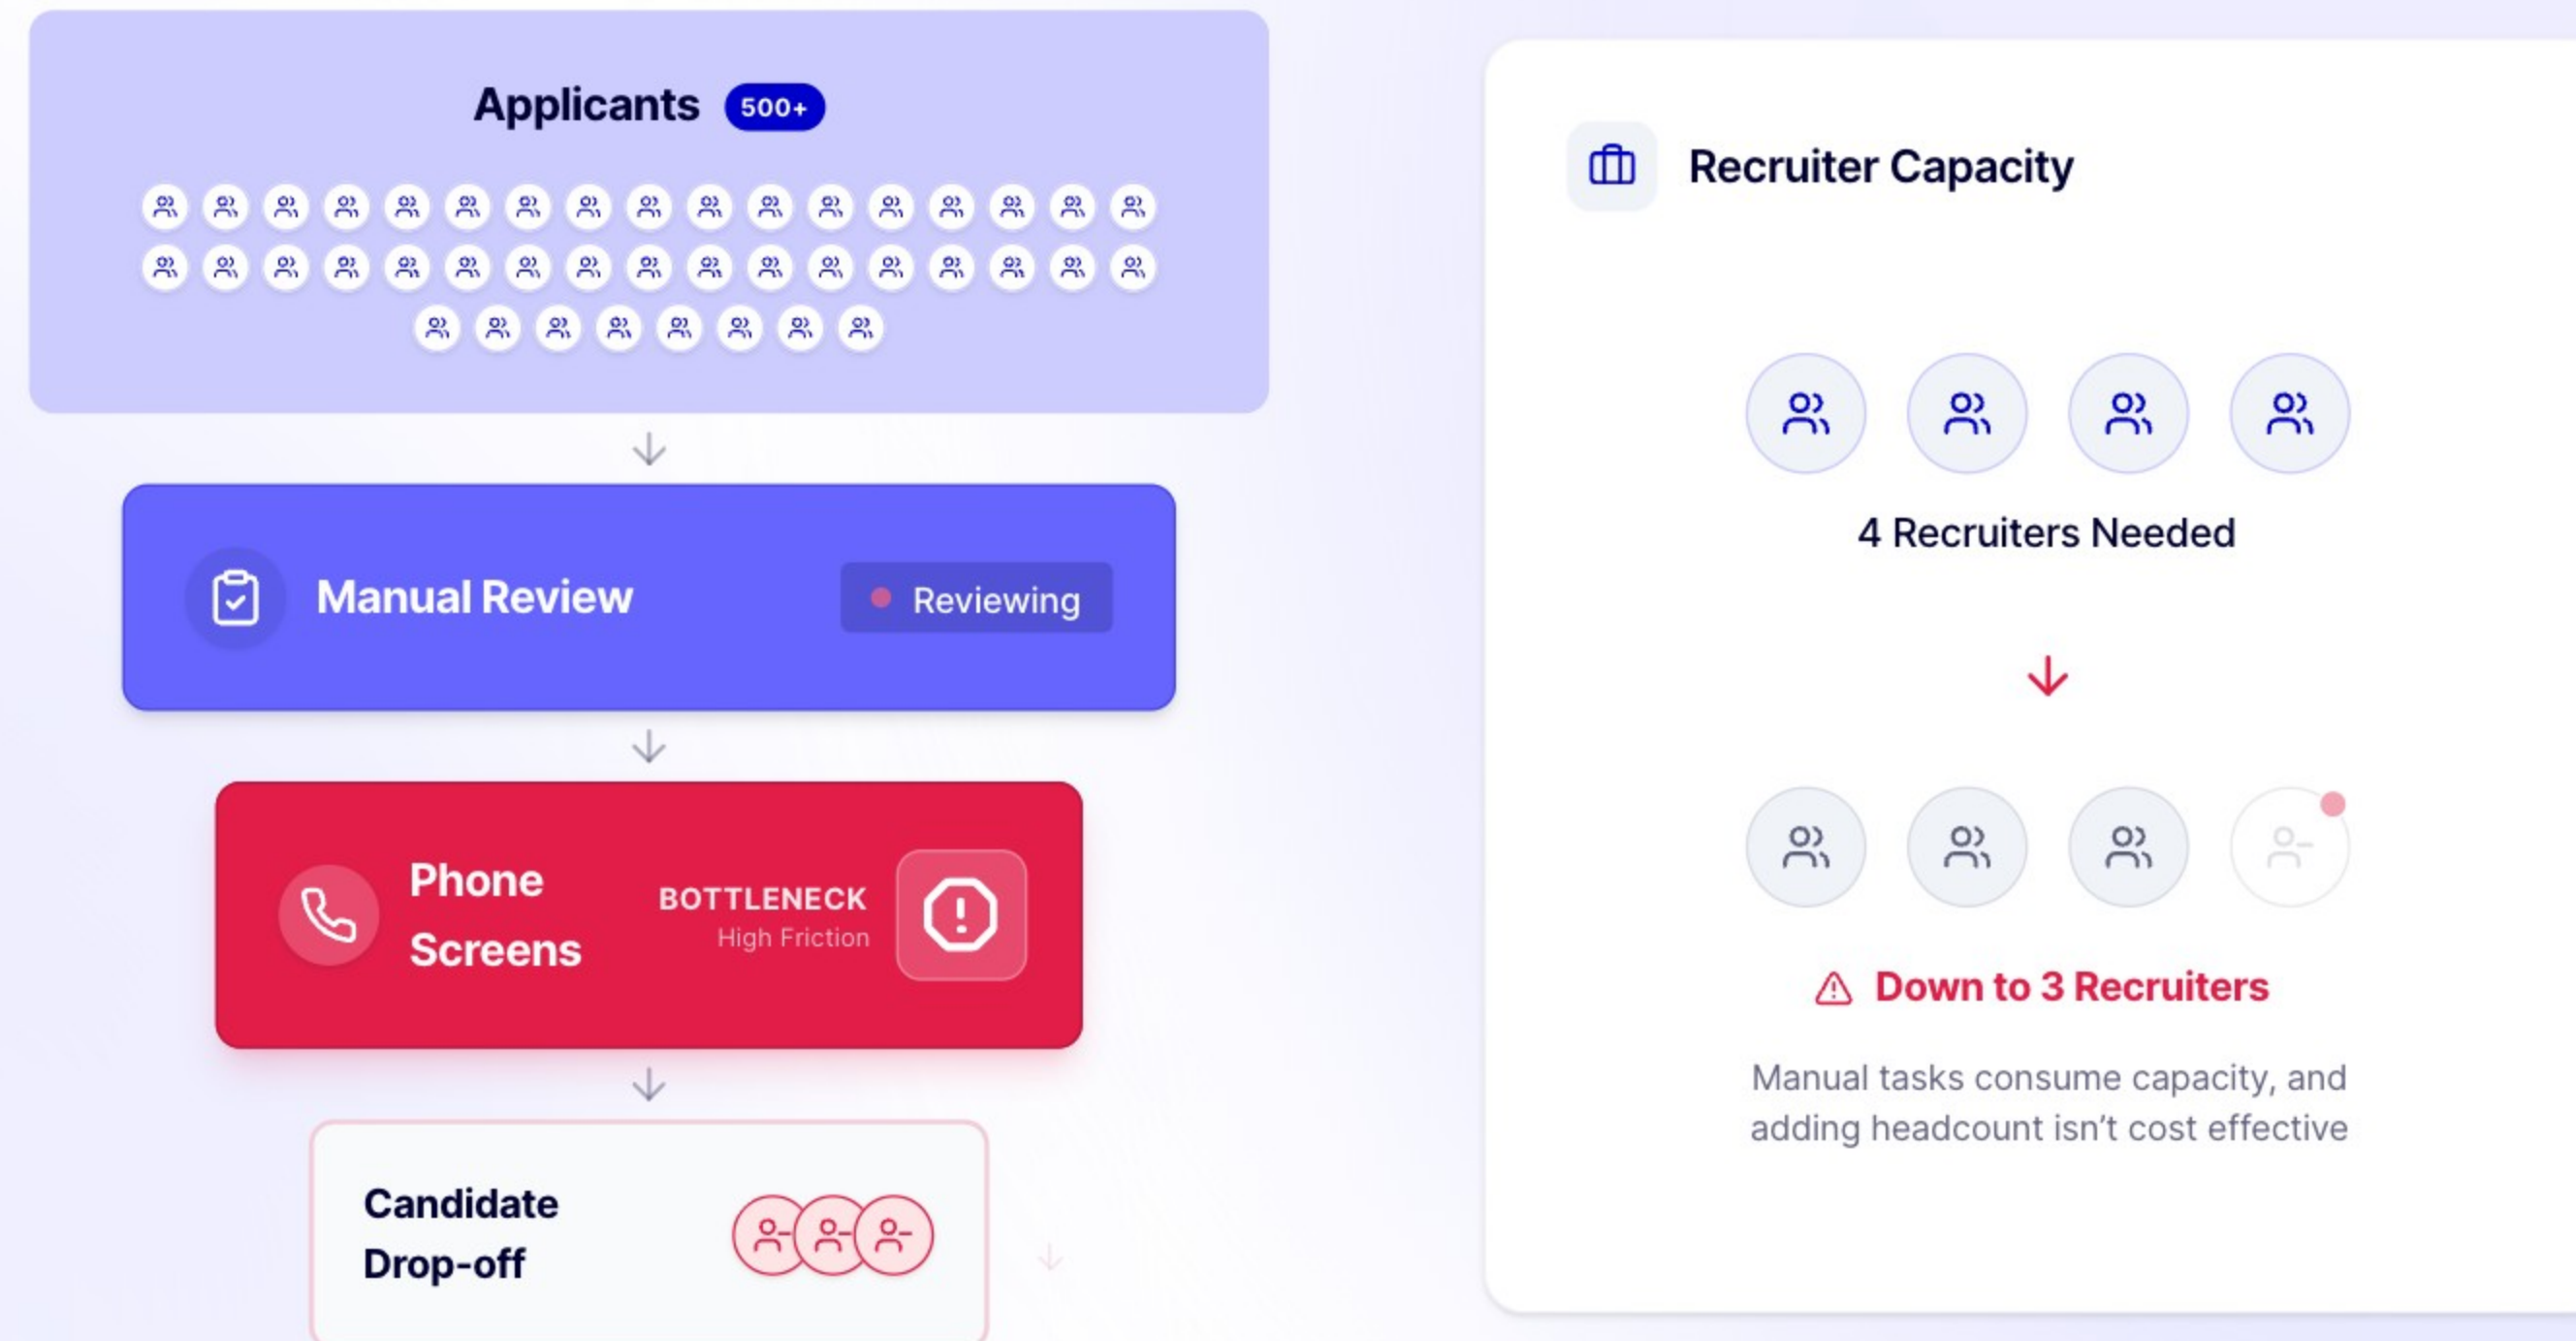 Applicants 500+
Manual Review
Reviewing
Phone
Screens
BOTTLENECK
High Friction
Candidate
Drop-off
Recruiter Capacity
4 Recruiters Needed
Down to 3 Recruiters
Manual tasks consume capacity, and
adding headcount isn’t cost effective